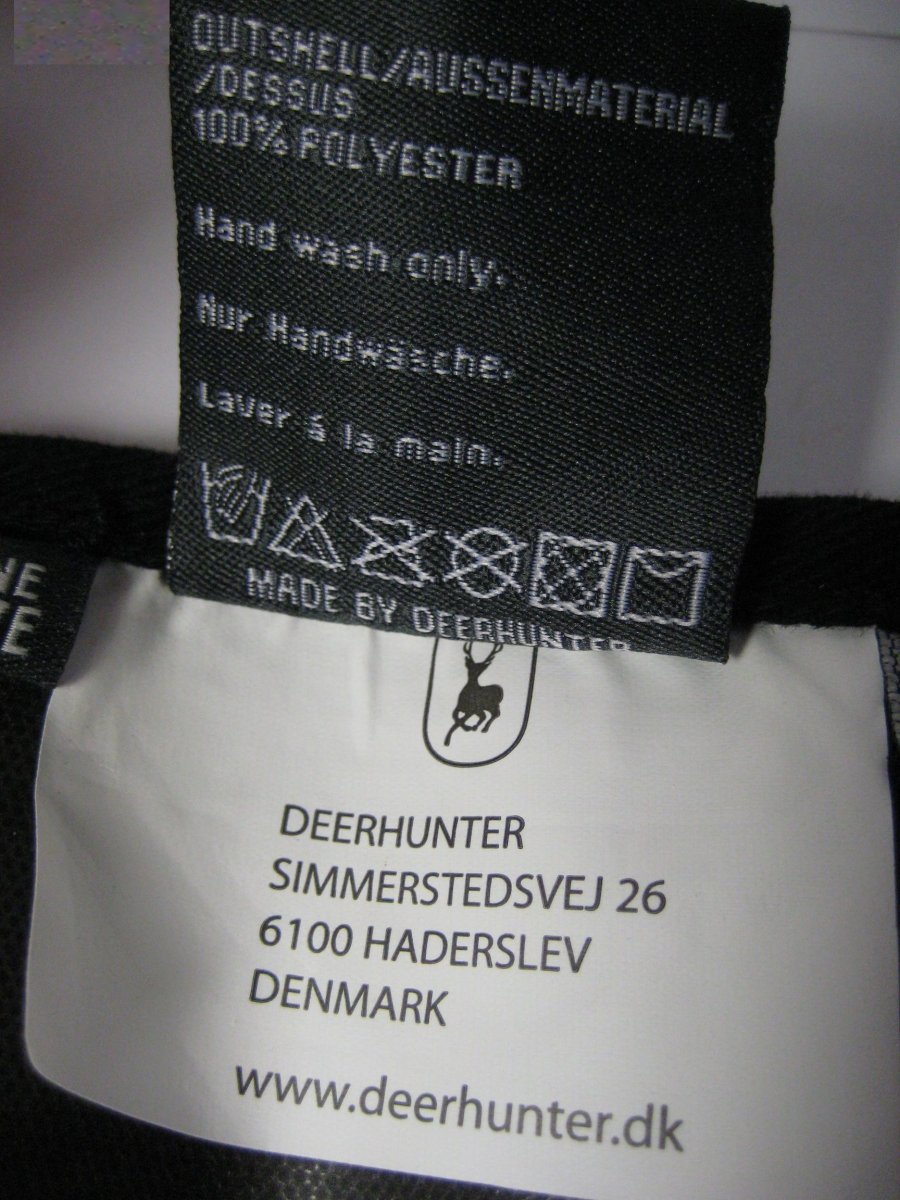 OUTSHELL/AUSSENMATERIAL
/DESSUS
100% POLYESTER
Hand wash only.
Nur Handwasche.
Laver á la main.
MADE BY DEERHUNTER
DEERHUNTER
SIMMERSTEDSVEJ 26
6100 HADERSLEV
DENMARK
www.deerhunter.dk